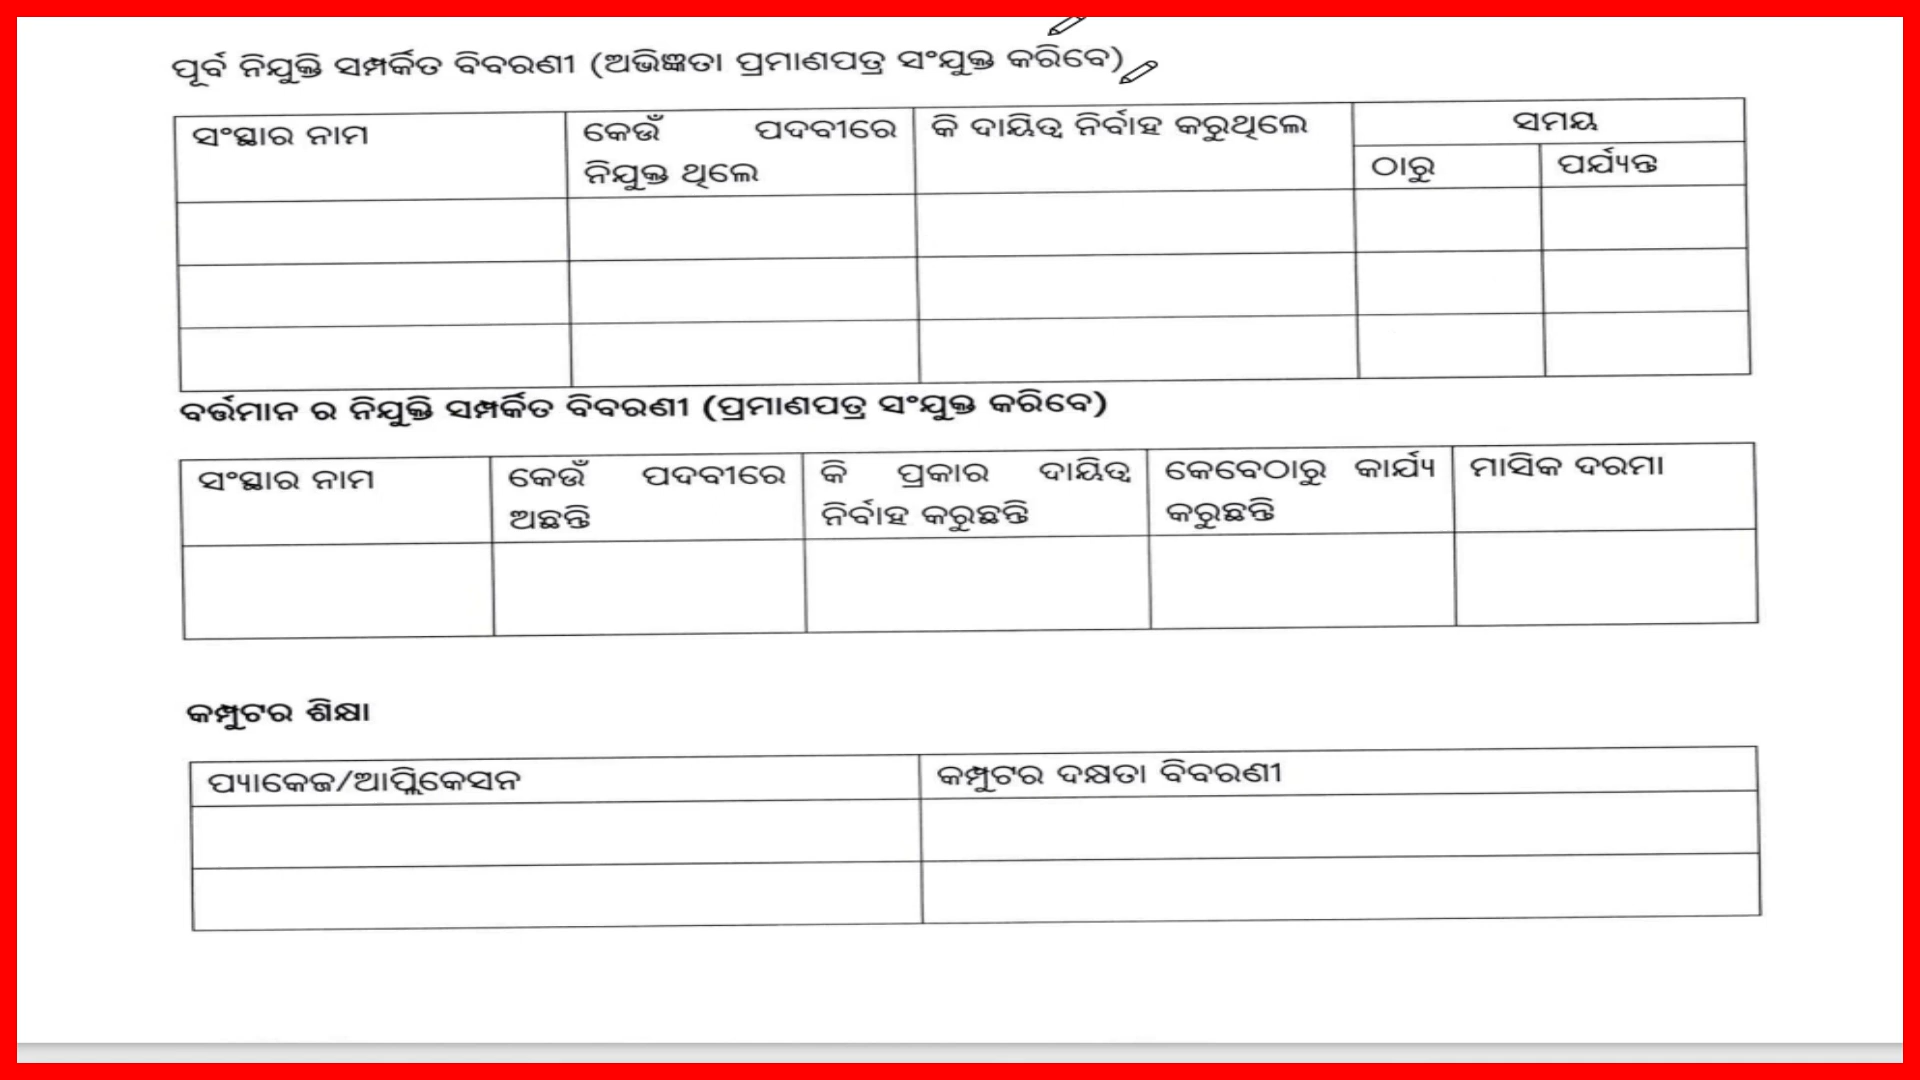 ପୂର୍ବ ନିଯୁକ୍ତି ସମ୍ପର୍କିତ ବିବରଣୀ (ଅଭିଜ୍ଞତା ପ୍ରମାଣପତ୍ର ସଂଯୁକ୍ତ କରିବେ)
ସଂସ୍ଥାର ନାମ
କେଉଁ ପଦବୀରେ
ନିଯୁକ୍ତ ଥିଲେ
କି ଦାୟିତ୍ୱ ନିର୍ବାହ କରୁଥିଲେ
ସମୟ
ଠାରୁ
ପର୍ଯ୍ୟନ୍ତ
ବର୍ତ୍ତମାନ ର ନିଯୁକ୍ତି ସମ୍ପର୍କିତ ବିବରଣୀ (ପ୍ରମାଣପତ୍ର ସଂଯୁକ୍ତ କରିବେ)
ସଂସ୍ଥାର ନାମ
କେଉଁ ପଦବୀରେ
ଅଛନ୍ତି
କି ପ୍ରକାର ଦାୟିତ୍ୱ
ନିର୍ବାହ କରୁଛନ୍ତି
କେବେଠାରୁ କାର୍ଯ୍ୟ
କରୁଛନ୍ତି
ମାସିକ ଦରମା
କମ୍ପୁଟର ଶିକ୍ଷା
ପ୍ୟାକେଜ/ଆପ୍ଲିକେସନ
କମ୍ପୁଟର ଦକ୍ଷତା ବିବରଣୀ